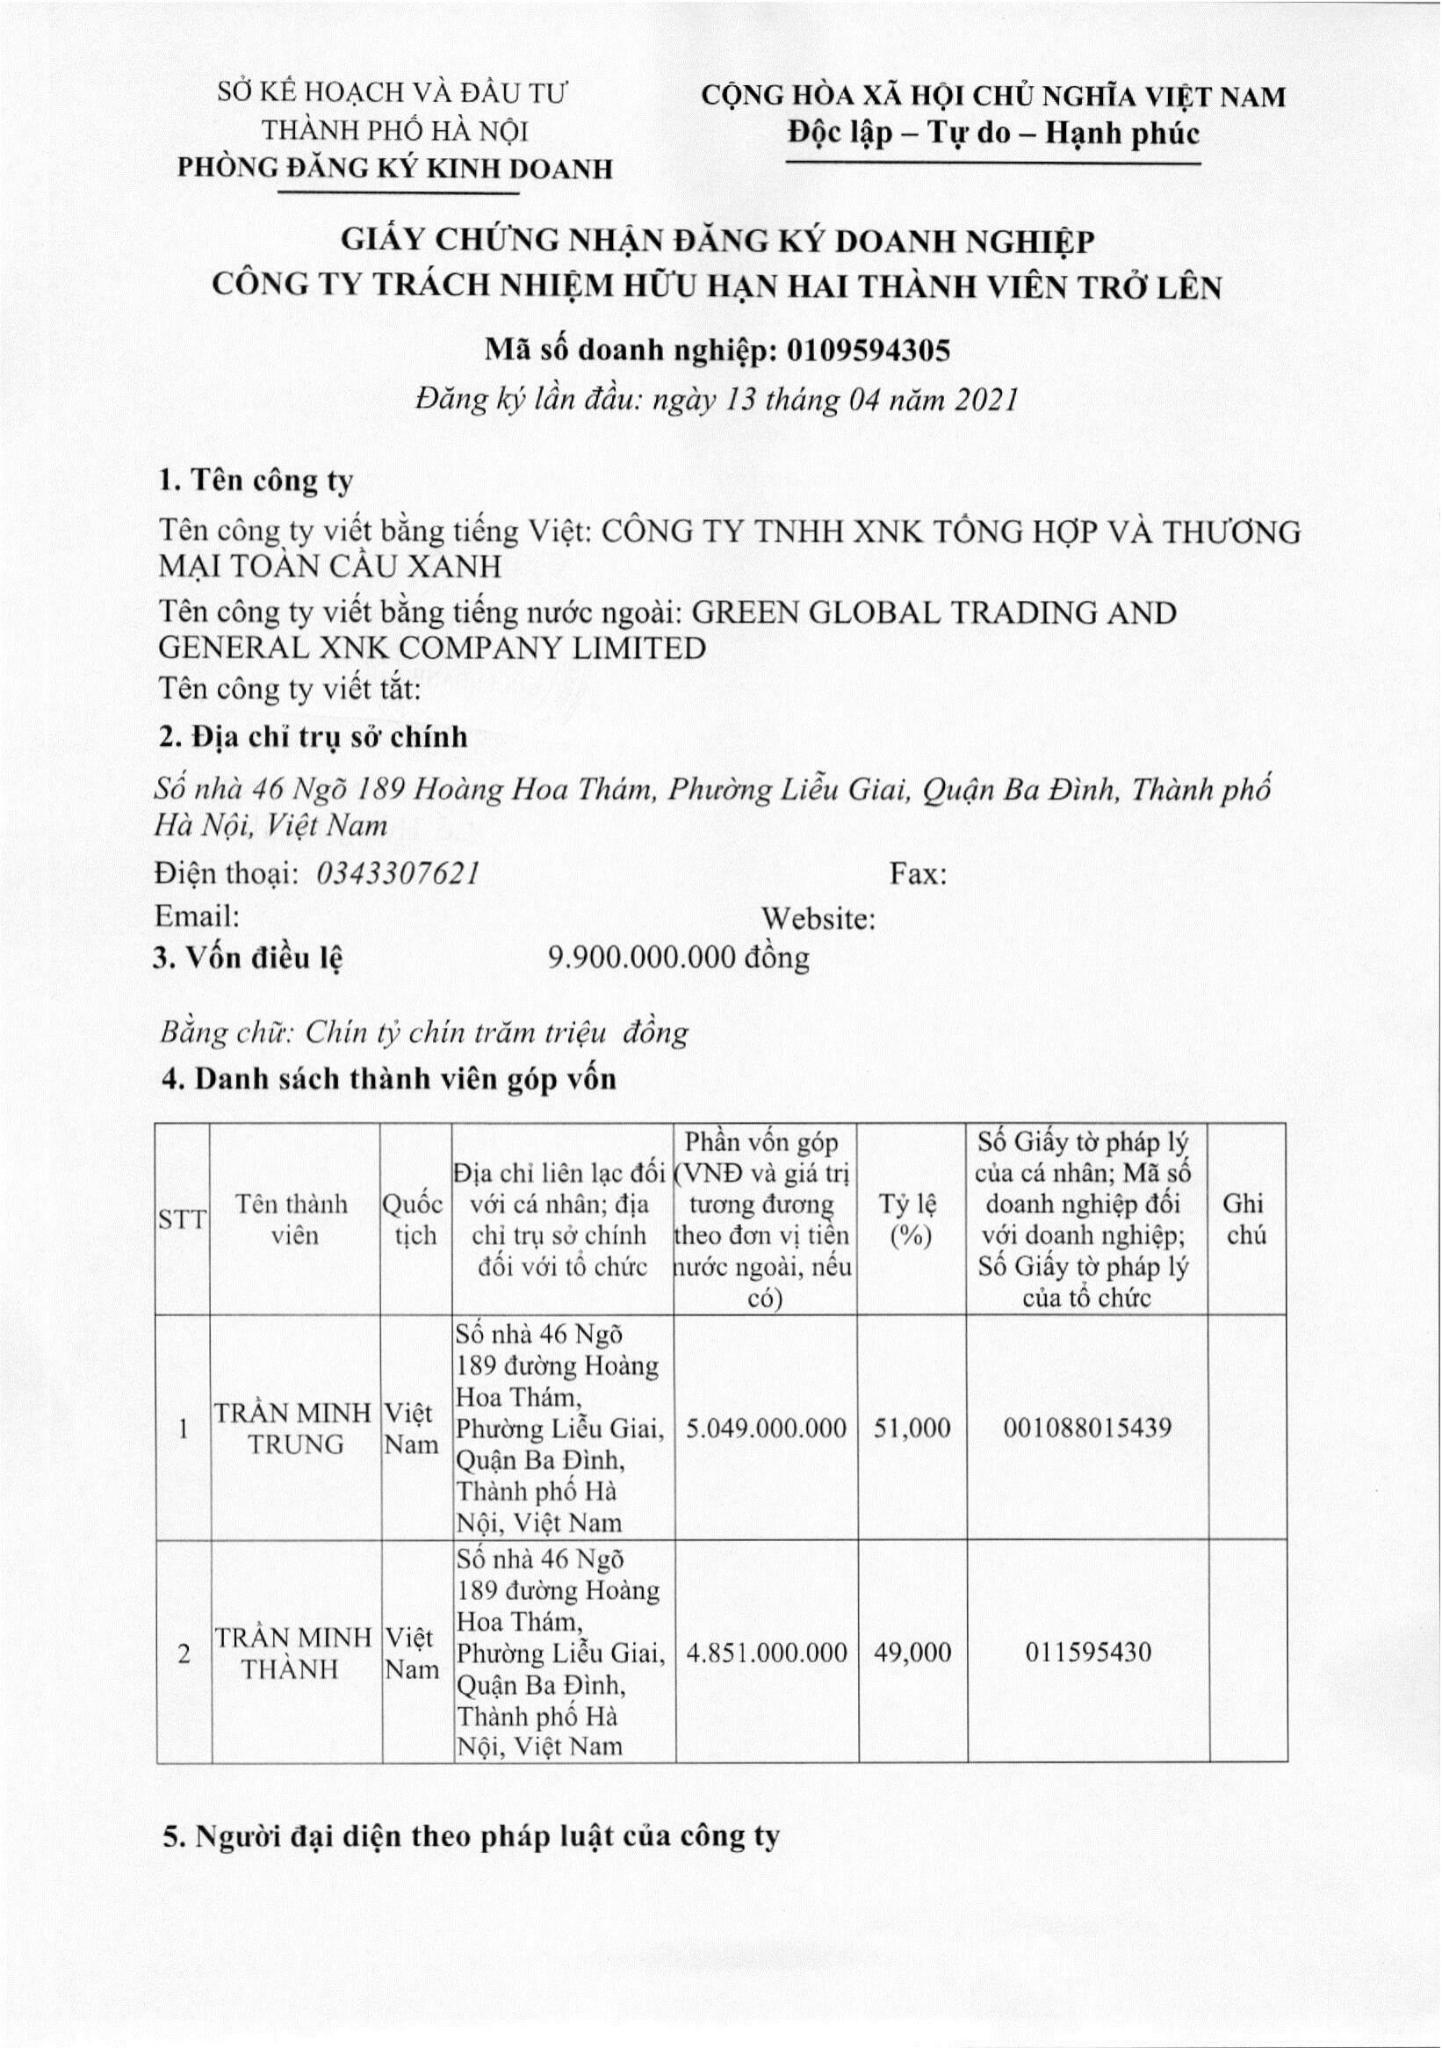 SỞ KẾ HOẠCH VÀ ĐẦU TƯ
THÀNH PHỐ HÀ NỘI
PHÒNG ĐĂNG KÝ KINH DOANH
CỘNG HÒA XÃ HỘI CHỦ NGHĨA VIỆT NAM
Độc lập – Tự do – Hạnh phúc
GIẤY CHỨNG NHẬN ĐĂNG KÝ DOANH NGHIỆP
CÔNG TY TRÁCH NHIỆM HỮU HẠN HAI THÀNH VIÊN TRỞ LÊN
Mã số doanh nghiệp: 0109594305
Đăng ký lần đầu: ngày 13 tháng 04 năm 2021
1. Tên công ty
Tên công ty viết bằng tiếng Việt: CÔNG TY TNHH XNK TỔNG HỢP VÀ THƯƠNG
MẠI TOÀN CẦU XANH
Tên công ty viết bằng tiếng nước ngoài: GREEN GLOBAL TRADING AND
GENERAL XNK COMPANY LIMITED
Tên công ty viết tắt:
2. Địa chỉ trụ sở chính
Số nhà 46 Ngõ 189 Hoàng Hoa Thám, Phường Liễu Giai, Quận Ba Đình, Thành phố
Hà Nội, Việt Nam
Điện thoại: 0343307621 Fax:
Email: Website:
3. Vốn điều lệ 9.900.000.000 đồng
Bằng chữ: Chín tỷ chín trăm triệu đồng
4. Danh sách thành viên góp vốn
STT
Tên thành
viên
Quốc
tịch
Địa chỉ liên lạc đối
với cá nhân; địa
chỉ trụ sở chính
đối với tổ chức
Phần vốn góp
(VNĐ và giá trị
tương đương
theo đơn vị tiền
nước ngoài, nếu
có)
Tỷ lệ
(%)
Số Giấy tờ pháp lý
của cá nhân; Mã số
doanh nghiệp đối
với doanh nghiệp;
Số Giấy tờ pháp lý
của tổ chức
Ghi
chú
1
TRẦN MINH
TRUNG
Việt
Nam
Số nhà 46 Ngõ
189 đường Hoàng
Hoa Thám,
Phường Liễu Giai,
Quận Ba Đình,
Thành phố Hà
Nội, Việt Nam
5.049.000.000
51,000
001088015439
2
TRẦN MINH
THÀNH
Việt
Nam
Số nhà 46 Ngõ
189 đường Hoàng
Hoa Thám,
Phường Liễu Giai,
Quận Ba Đình,
Thành phố Hà
Nội, Việt Nam
4.851.000.000
49,000
011595430
5. Người đại diện theo pháp luật của công ty